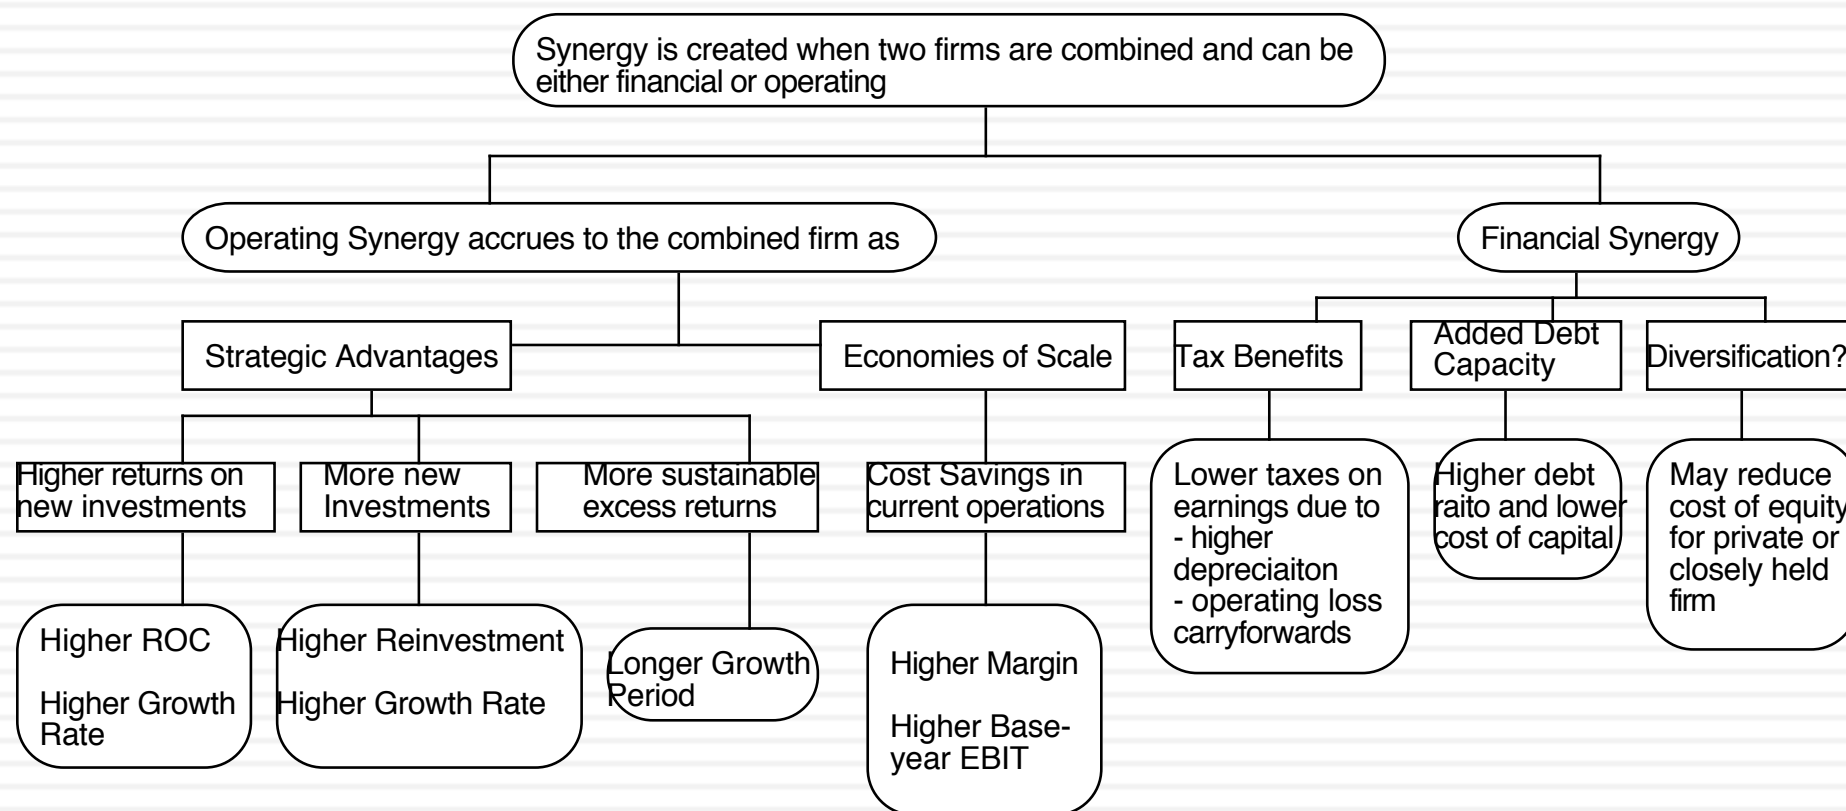 Synergy is created when two firms are combined and can be
either financial or operating
Operating Synergy accrues to the combined firm as
Financial Synergy
Strategic Advantages
Economies of Scale
Tax Benefits
Added Debt
Capacity
Diversification?
Higher returns on
new investments
More new
Investments
More sustainable
excess returns
Cost Savings in
current operations
Lower taxes on
earnings due to
- higher
depreciaiton
- operating loss
carryforwards
Higher debt
raito and lower
cost of capital
May reduce
cost of equity
for private or
closely held
firm
Higher ROC
Higher Growth
Rate
Higher Reinvestment
Higher Growth Rate
Longer Growth
Period
Higher Margin
Higher Base-
year EBIT